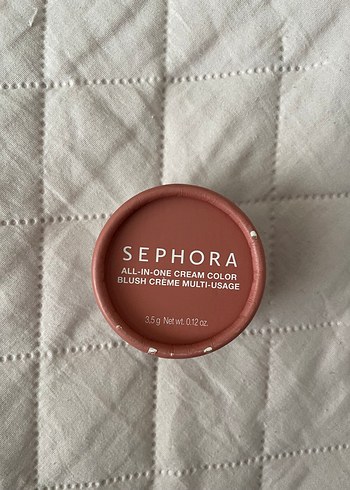 SEPHORA
ALL-IN-ONE CREAM COLOR
BLUSH CRÈME MULTI-USAGE
3.5 g Net wt. 0.12 oz.